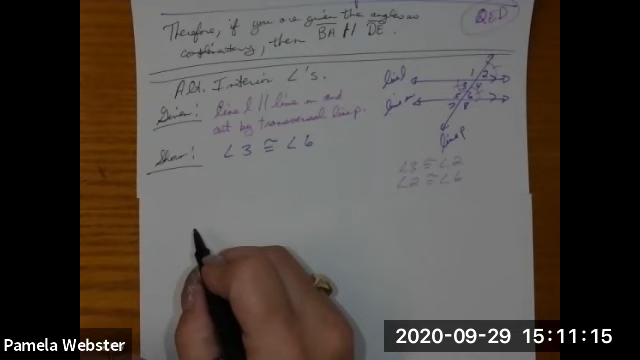 Therefore, if you are given the angles as
complementary, then BA // DE.
QED
Alt. Interior ∠'s.
Given: line l // line m and
cut by transversal line p.
Show: ∠3 ≅ ∠6
line l
line m
1 2
3 4
5 6
7 8
line p
∠3 ≅ ∠2
∠2 ≅ ∠6
Pamela Webster
2020-09-29 15:11:15